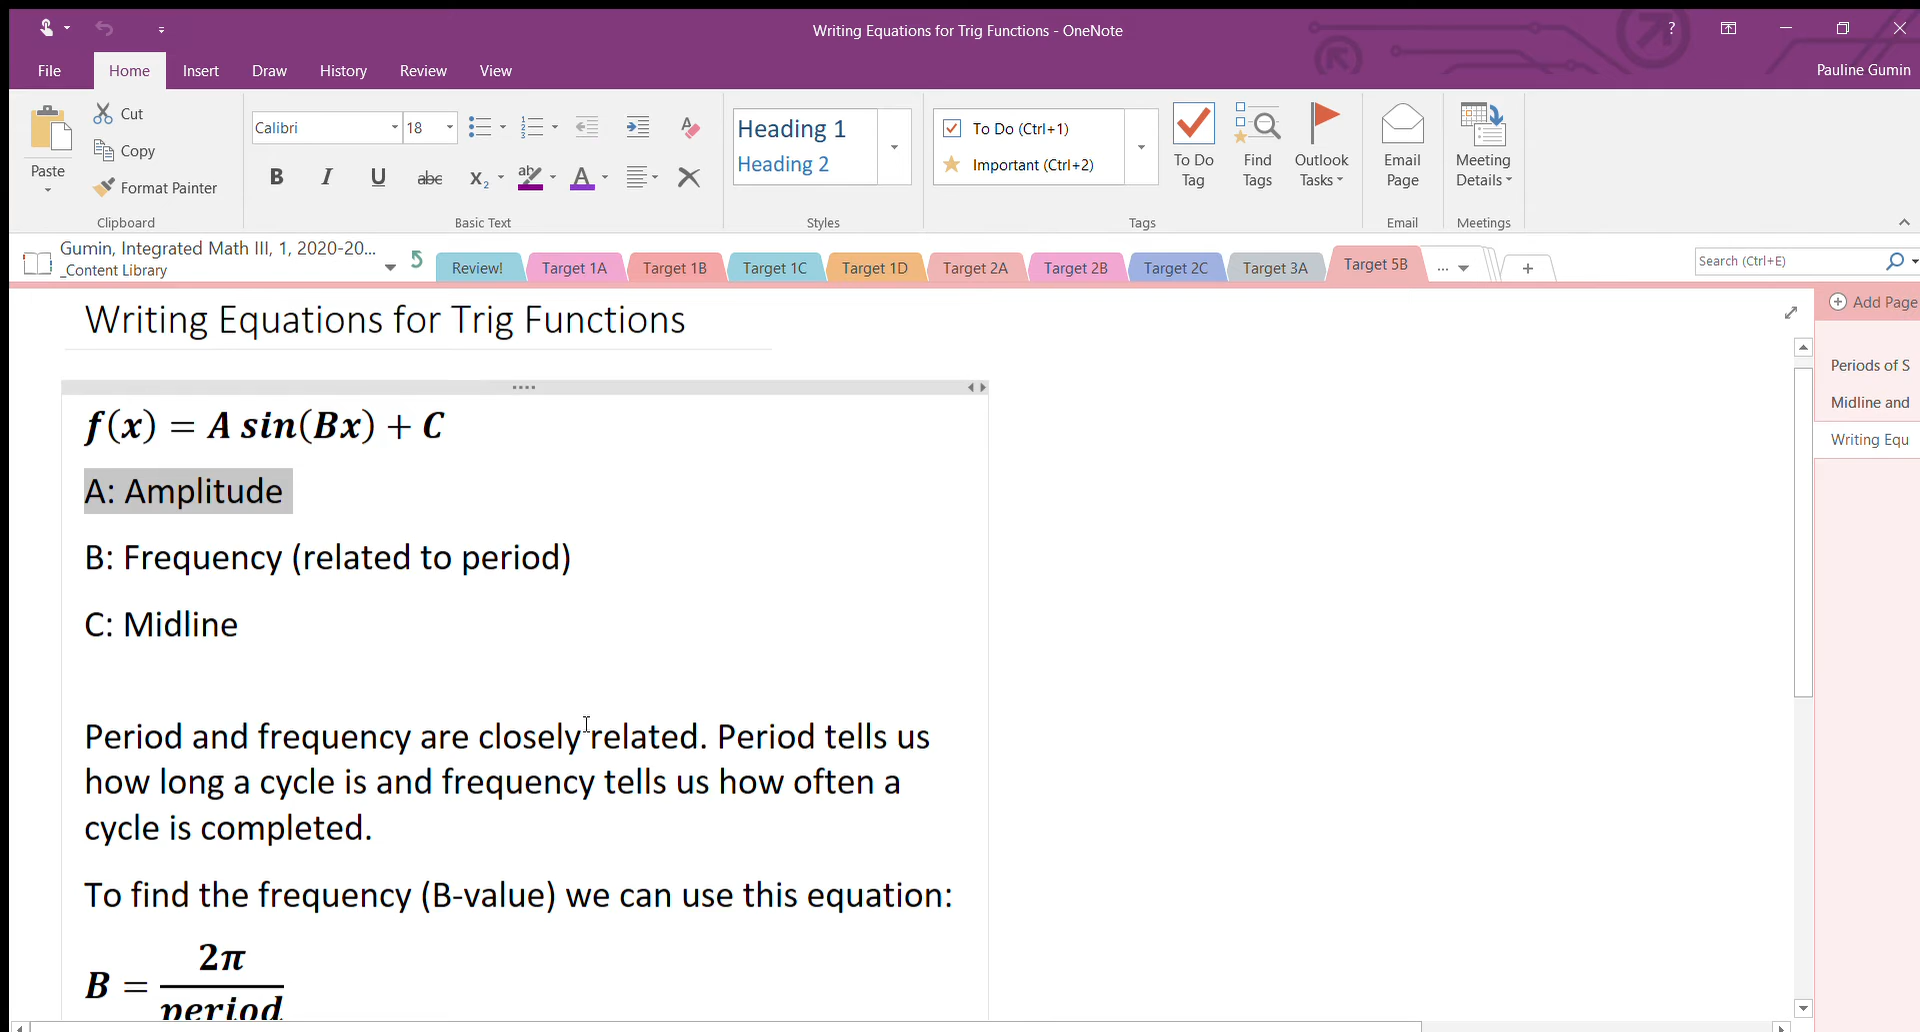 Writing Equations for Trig Functions - OneNote
?
File Home Insert Draw History Review View
Pauline Gumin
Paste
Cut
Copy
Format Painter
Clipboard
Calibri 18
B I U abc X₂ ab A
Basic Text
Heading 1
Heading 2
Styles
To Do (Ctrl+1)
Important (Ctrl+2)
To Do
Tag
Find
Tags
Outlook
Tasks
Tags
Email
Page
Email
Meeting
Details
Meetings
Gumin, Integrated Math III, 1, 2020-20...
_Content Library
Review! Target 1A Target 1B Target 1C Target 1D Target 2A Target 2B Target 2C Target 3A Target 5B ... +
Search (Ctrl+E)
Add Page
Periods of S
Midline and
Writing Equ
Writing Equations for Trig Functions
f(x) = A sin(Bx) + C
A: Amplitude
B: Frequency (related to period)
C: Midline
Period and frequency are closely related. Period tells us
how long a cycle is and frequency tells us how often a
cycle is completed.
To find the frequency (B-value) we can use this equation:
B = 2π / period